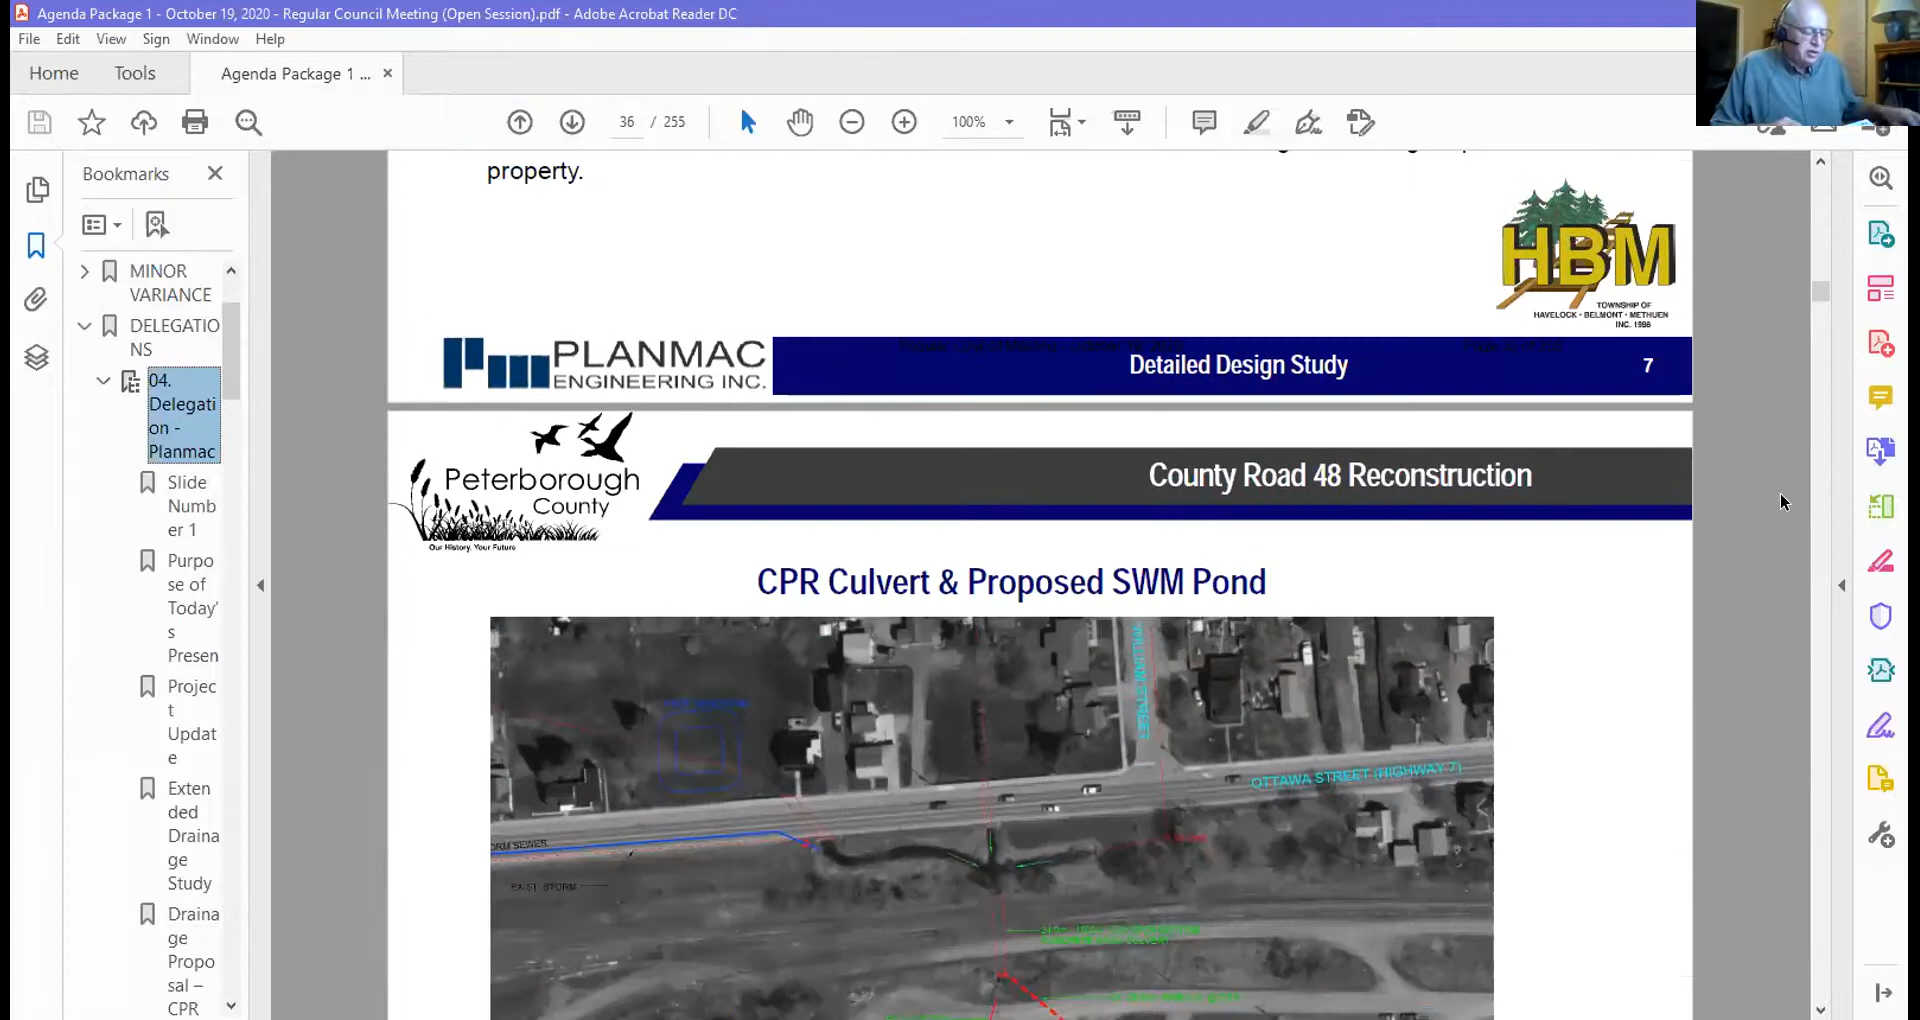 Agenda Package 1 - October 19, 2020 - Regular Council Meeting (Open Session).pdf - Adobe Acrobat Reader DC
File Edit View Sign Window Help
Home Tools Agenda Package 1 ... ×
36 / 255 100%
Bookmarks
MINOR
VARIANCE
DELEGATIO
NS
04.
Delegati
on -
Planmac
Slide
Numb
er 1
Purpo
se of
Today'
s
Presen
Projec
t
Updat
e
Exten
ded
Draina
ge
Study
Draina
ge
Propo
sal –
CPR
property.
HBM
TOWNSHIP OF
HAVELOCK • BELMONT • METHUEN
INC. 1998
PLANMAC
ENGINEERING INC.
Detailed Design Study 7
Peterborough
County
Our History, Your Future
County Road 48 Reconstruction
CPR Culvert & Proposed SWM Pond
OTTAWA STREET (HIGHWAY 7)
ORM SEWER
EXIST. STORM